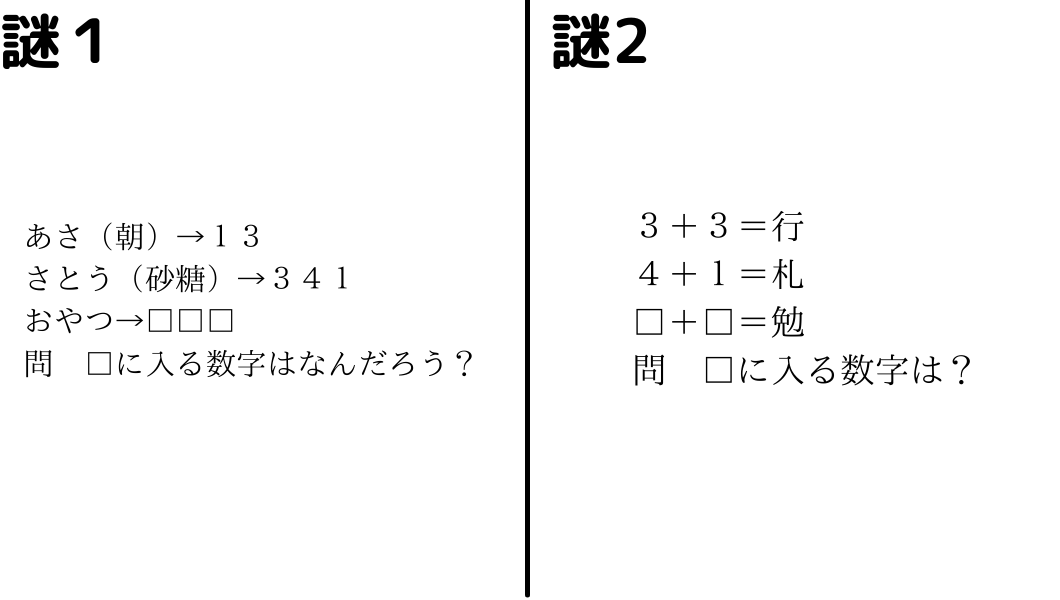 謎１
あさ（朝）→１３
さとう（砂糖）→３４１
おやつ→□□□
問　□に入る数字はなんだろう？
謎2
３＋３＝行
４＋１＝札
□＋□＝勉
問　□に入る数字は？